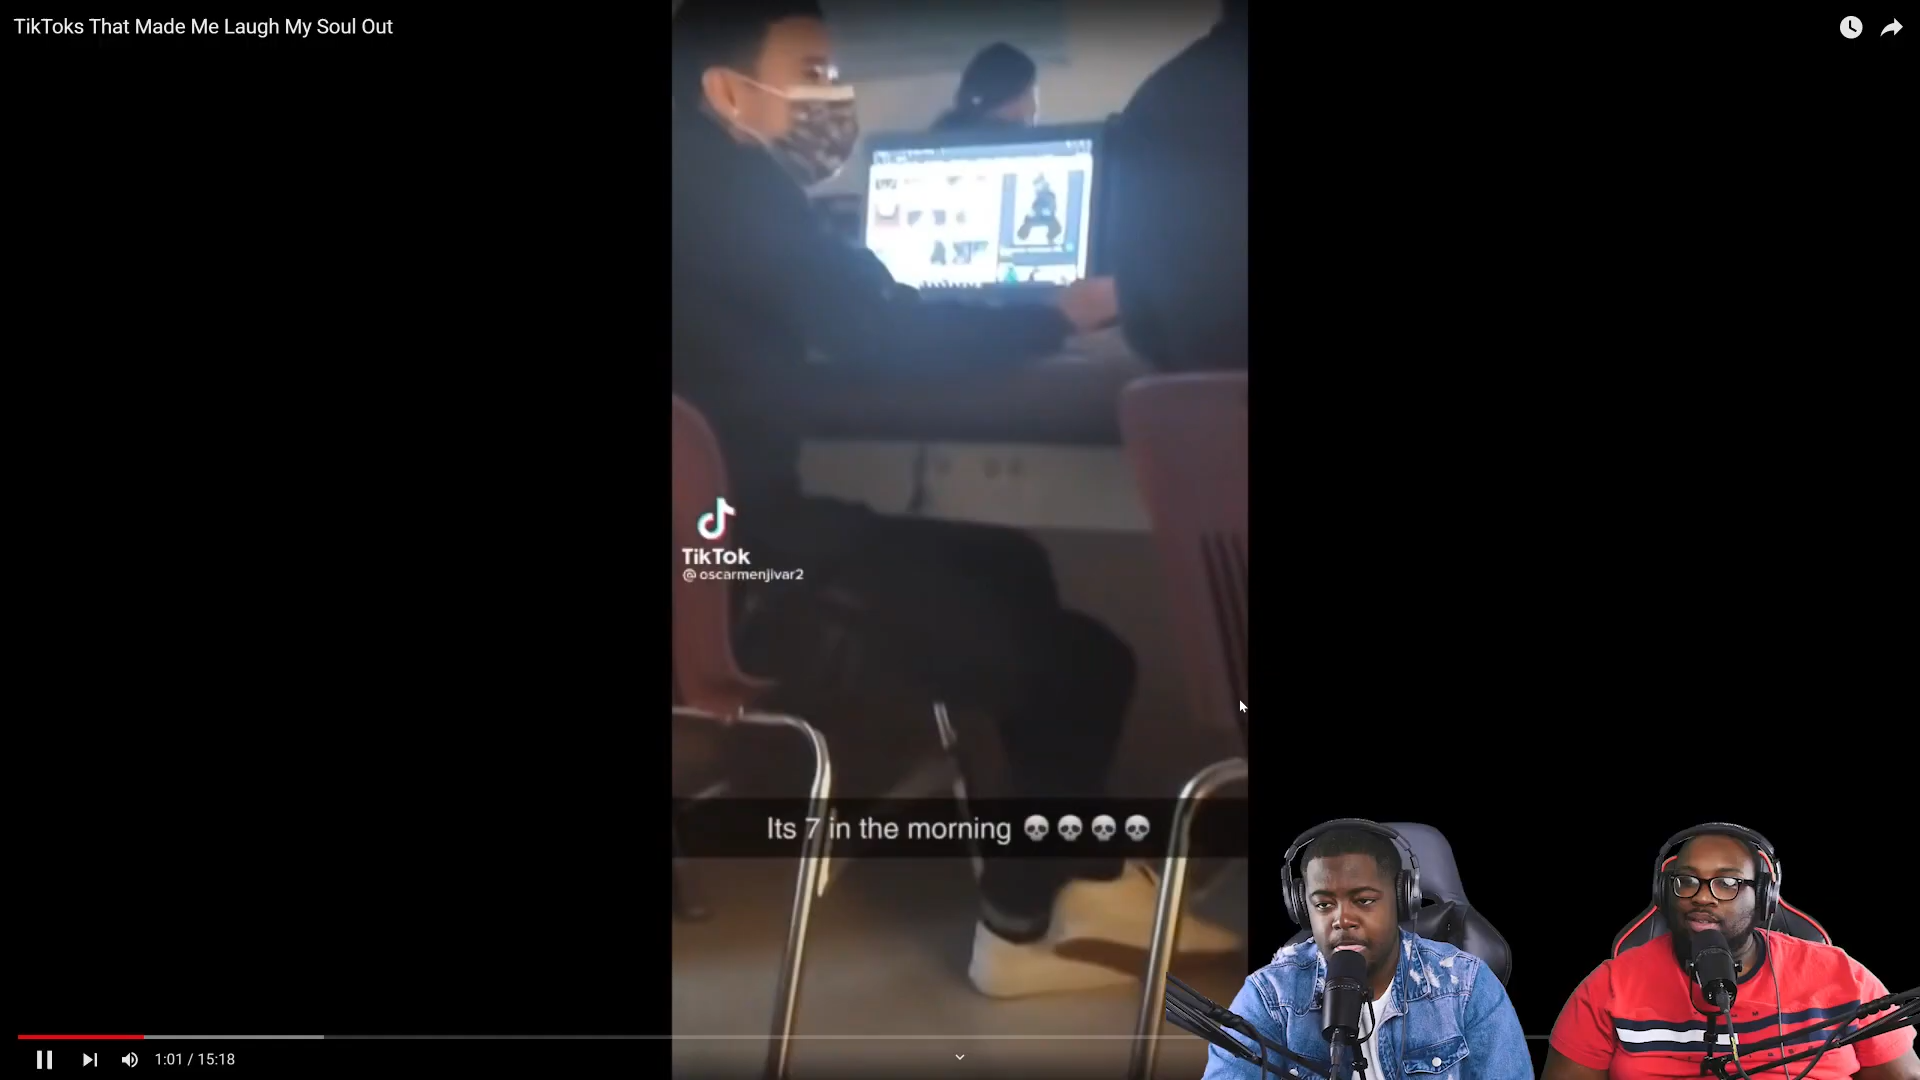 TikToks That Made Me Laugh My Soul Out
TikTok
@oscarmenjivar2
Its 7 in the morning 💀💀💀💀
1:01 / 15:18